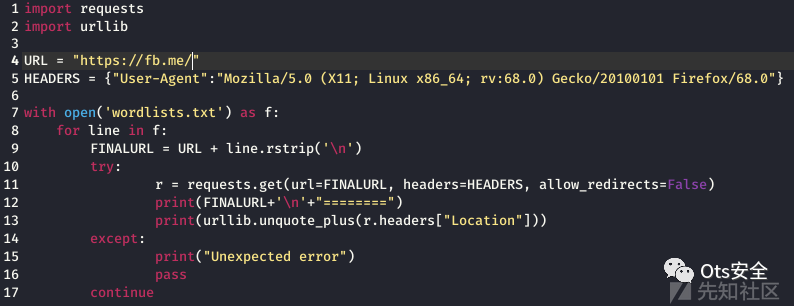 1 import requests
2 import urllib
3
4 URL = "https://fb.me/"
5 HEADERS = {"User-Agent":"Mozilla/5.0 (X11; Linux x86_64; rv:68.0) Gecko/20100101 Firefox/68.0"}
6
7 with open('wordlists.txt') as f:
8     for line in f:
9         FINALURL = URL + line.rstrip('\n')
10         try:
11                 r = requests.get(url=FINALURL, headers=HEADERS, allow_redirects=False)
12                 print(FINALURL+'\n'+"========")
13                 print(urllib.unquote_plus(r.headers["Location"]))
14         except:
15                 print("Unexpected error")
16                 pass
17         continue
Ots安全
先知社区